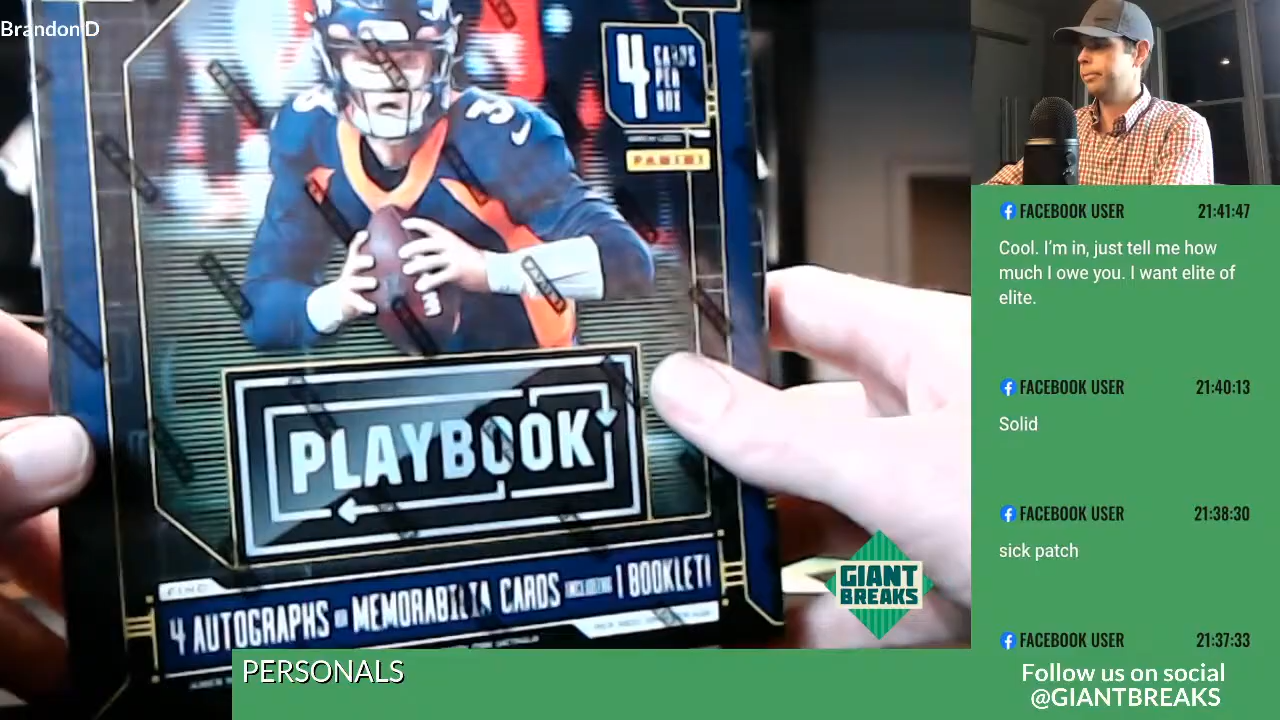 Brandon D
4 CARDS
PER
BOX
PANINI
PLAYBOOK
FIND
4 AUTOGRAPHS OR MEMORABILIA CARDS INCLUDING 1 BOOKLET!
GIANT
BREAKS
PERSONALS
FACEBOOK USER 21:41:47
Cool. I'm in, just tell me how
much I owe you. I want elite of
elite.
FACEBOOK USER 21:40:13
Solid
FACEBOOK USER 21:38:30
sick patch
FACEBOOK USER 21:37:33
Follow us on social
@GIANTBREAKS